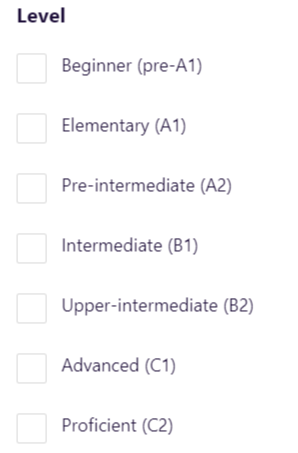 Level
Beginner (pre-A1)
Elementary (A1)
Pre-intermediate (A2)
Intermediate (B1)
Upper-intermediate (B2)
Advanced (C1)
Proficient (C2)